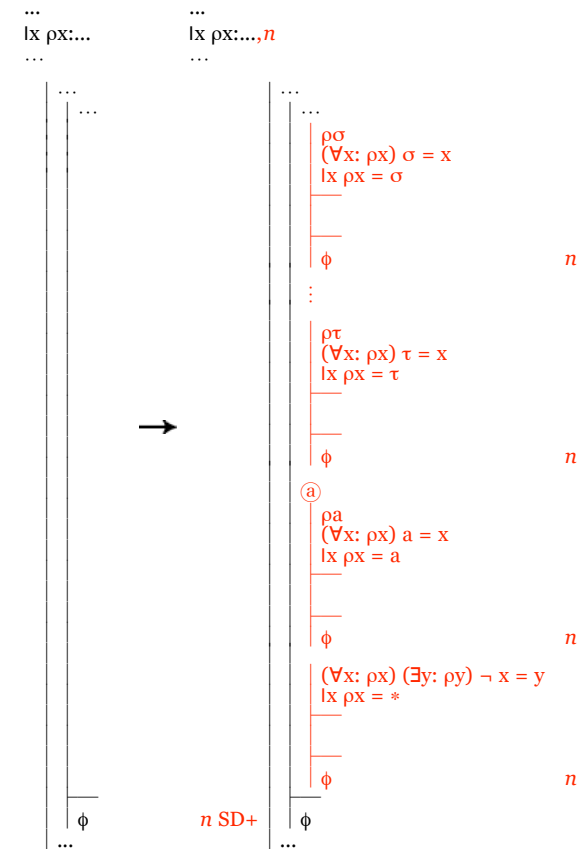 ... ...
Ix ρx:... Ix ρx:...,n
... ...
... ...
... ...
ρσ
(∀x: ρx) σ = x
Ix ρx = σ
ϕ n
⋮
ρτ
(∀x: ρx) τ = x
Ix ρx = τ
→
ϕ n
ⓐ
ρa
(∀x: ρx) a = x
Ix ρx = a
ϕ n
(∀x: ρx) (∃y: ρy) ¬ x = y
Ix ρx = *
ϕ n
ϕ n SD+ ϕ
... ...